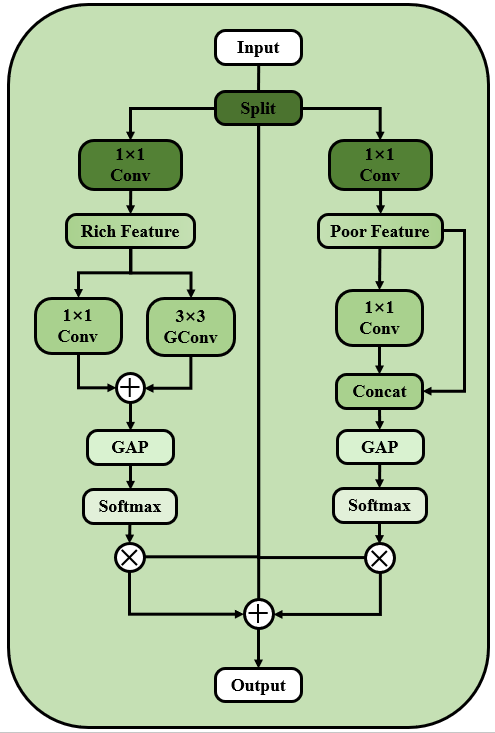 Input
Split
1×1
Conv
1×1
Conv
Rich Feature
Poor Feature
1×1
Conv
3×3
GConv
1×1
Conv
Concat
GAP
GAP
Softmax
Softmax
Output